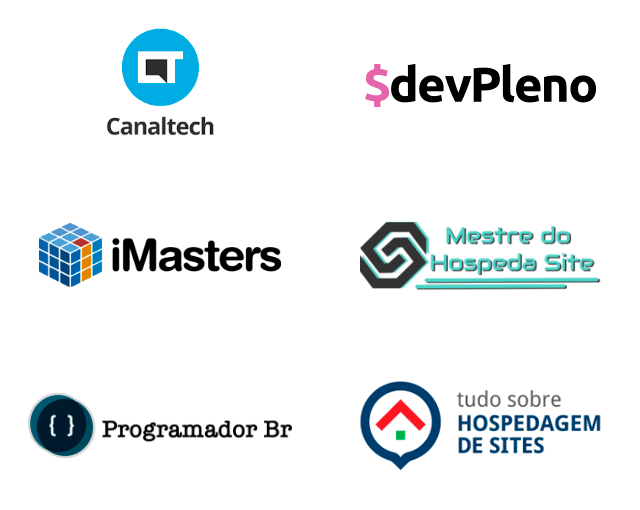 Canaltech
$devPleno
iMasters
Mestre do
Hospeda Site
{ }
Programador Br
tudo sobre
HOSPEDAGEM
DE SITES